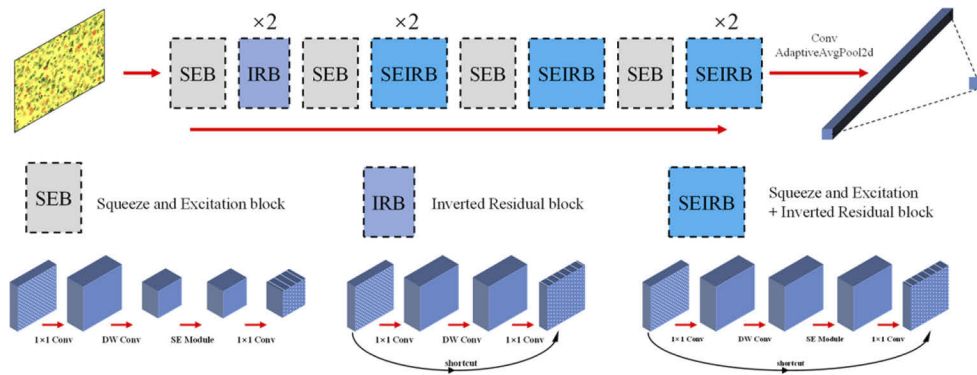 ×2
×2
×2
SEB
IRB
SEB
SEIRB
SEB
SEIRB
SEB
SEIRB
Conv
AdaptiveAvgPool2d
SEB
Squeeze and Excitation block
IRB
Inverted Residual block
SEIRB
Squeeze and Excitation
+ Inverted Residual block
1×1 Conv
DW Conv
SE Module
1×1 Conv
1×1 Conv
DW Conv
1×1 Conv
shortcut
1×1 Conv
DW Conv
SE Module
1×1 Conv
shortcut